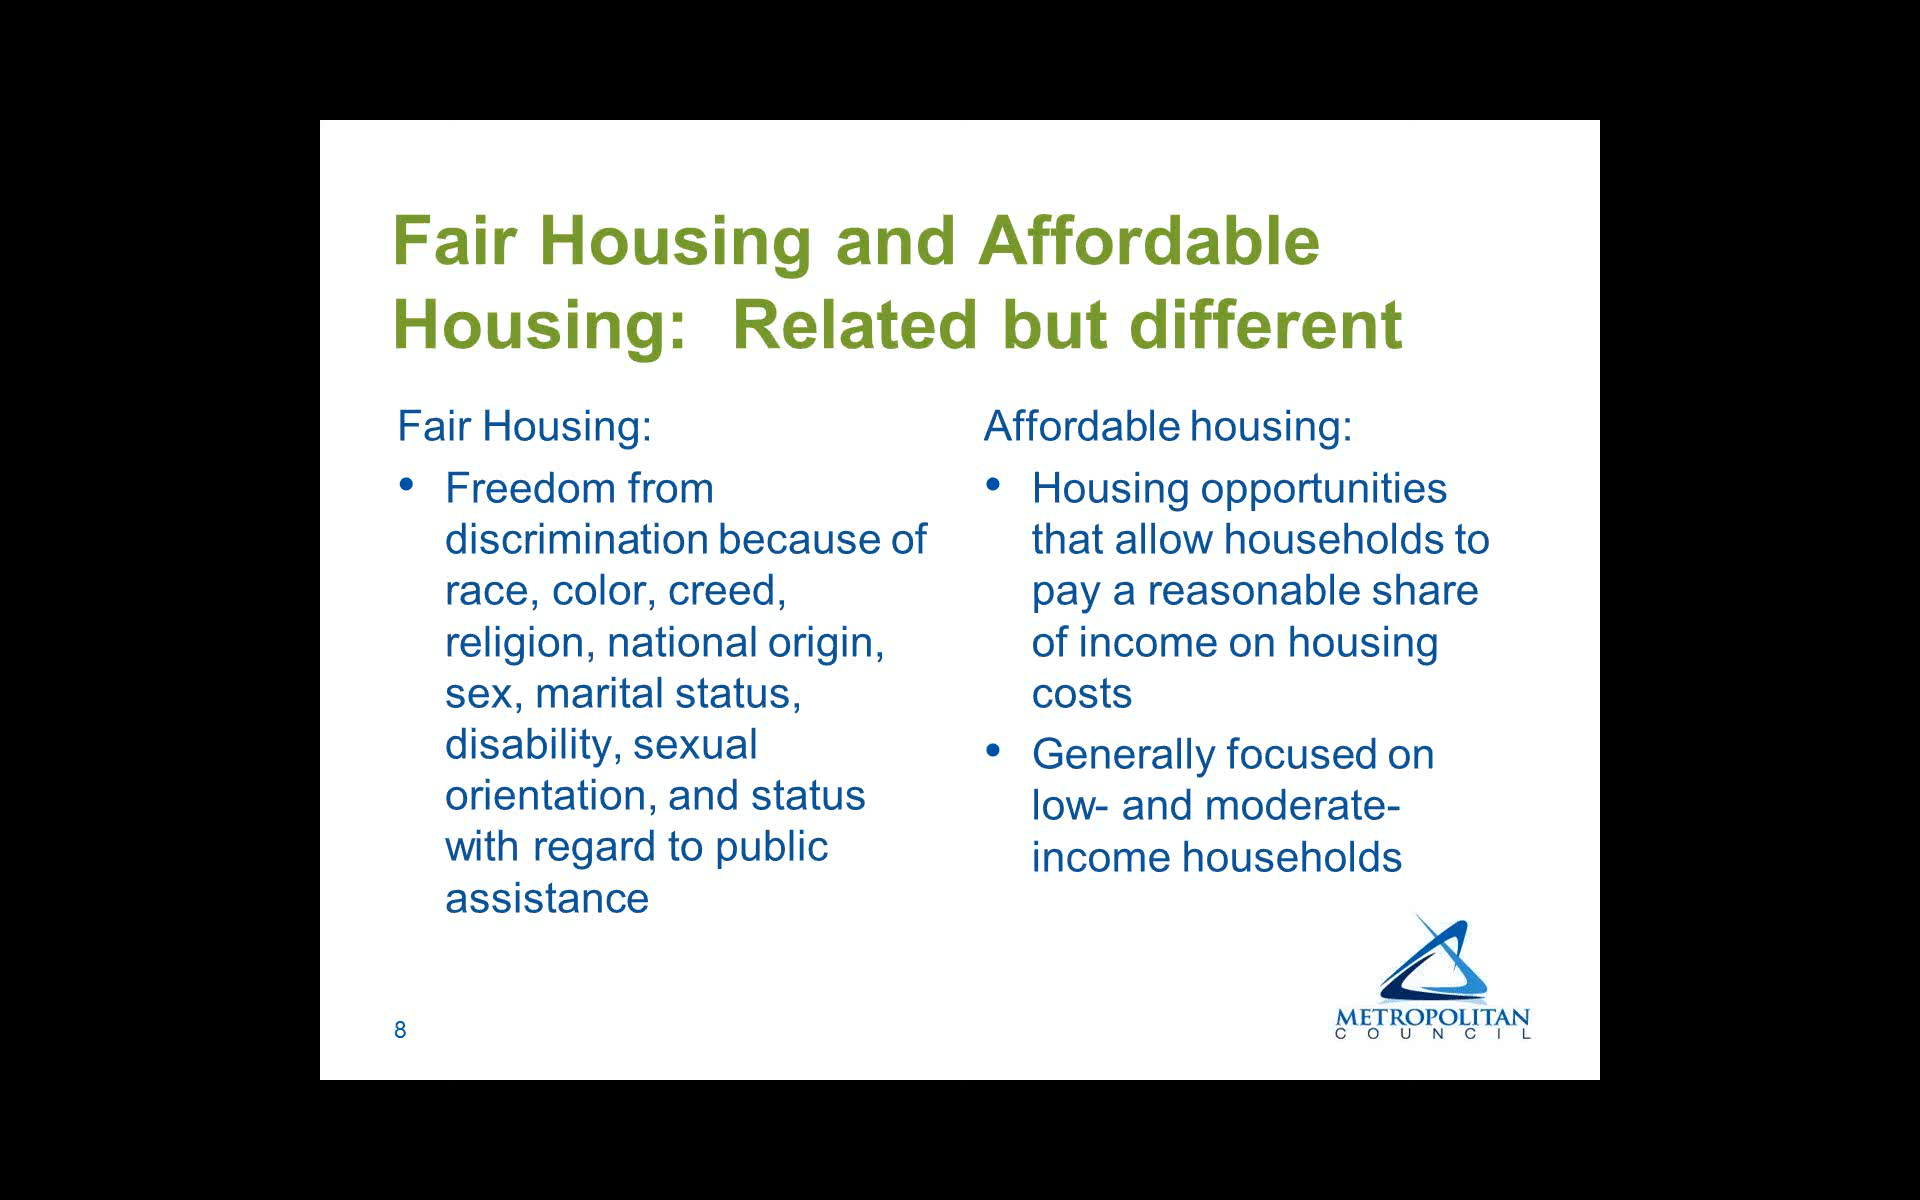 Fair Housing and Affordable
Housing:  Related but different
Fair Housing:
• Freedom from
discrimination because of
race, color, creed,
religion, national origin,
sex, marital status,
disability, sexual
orientation, and status
with regard to public
assistance
Affordable housing:
• Housing opportunities
that allow households to
pay a reasonable share
of income on housing
costs
• Generally focused on
low- and moderate-
income households
8
METROPOLITAN
COUNCIL